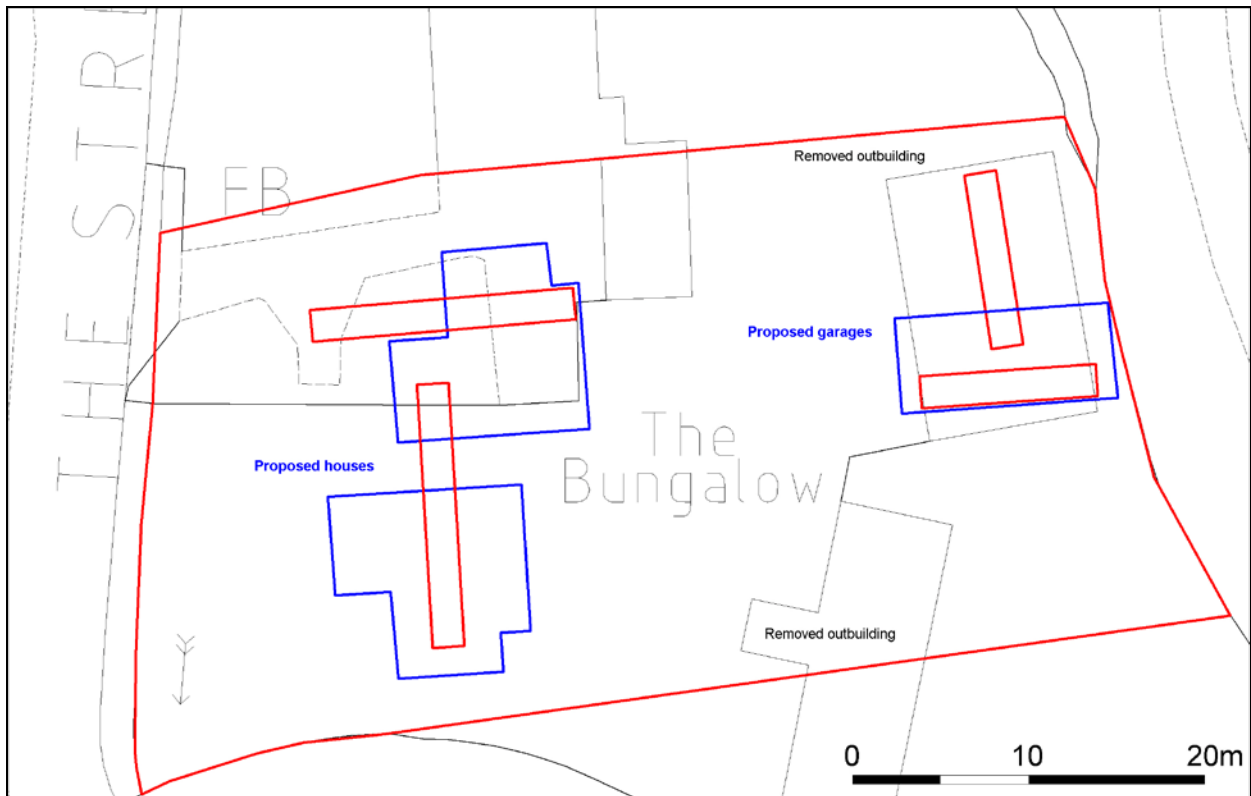 THE STR
FB
Removed outbuilding
Proposed garages
The
Bungalow
Proposed houses
Removed outbuilding
0 10 20m